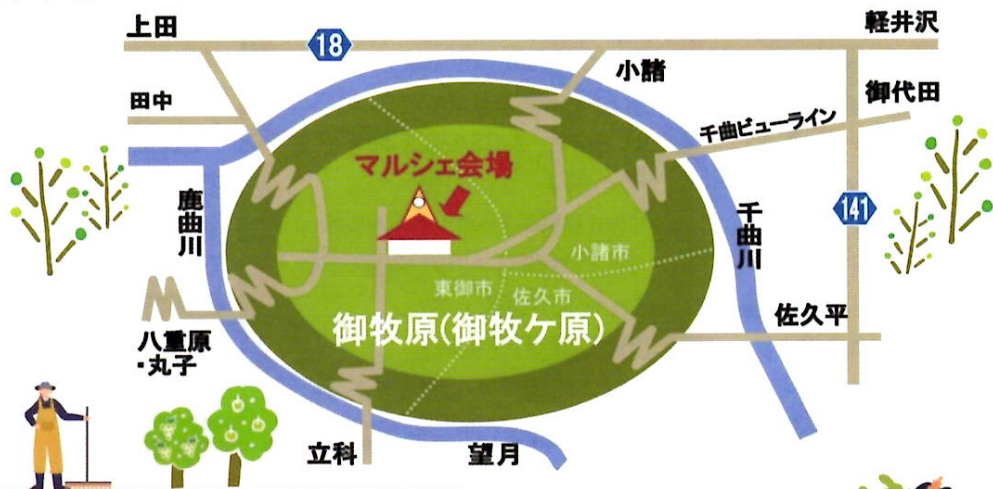 上田
18
軽井沢
小諸
田中
御代田
千曲ビューライン
マルシェ会場
鹿曲川
千曲川
141
小諸市
東御市
佐久市
御牧原(御牧ケ原)
佐久平
八重原
・丸子
立科
望月